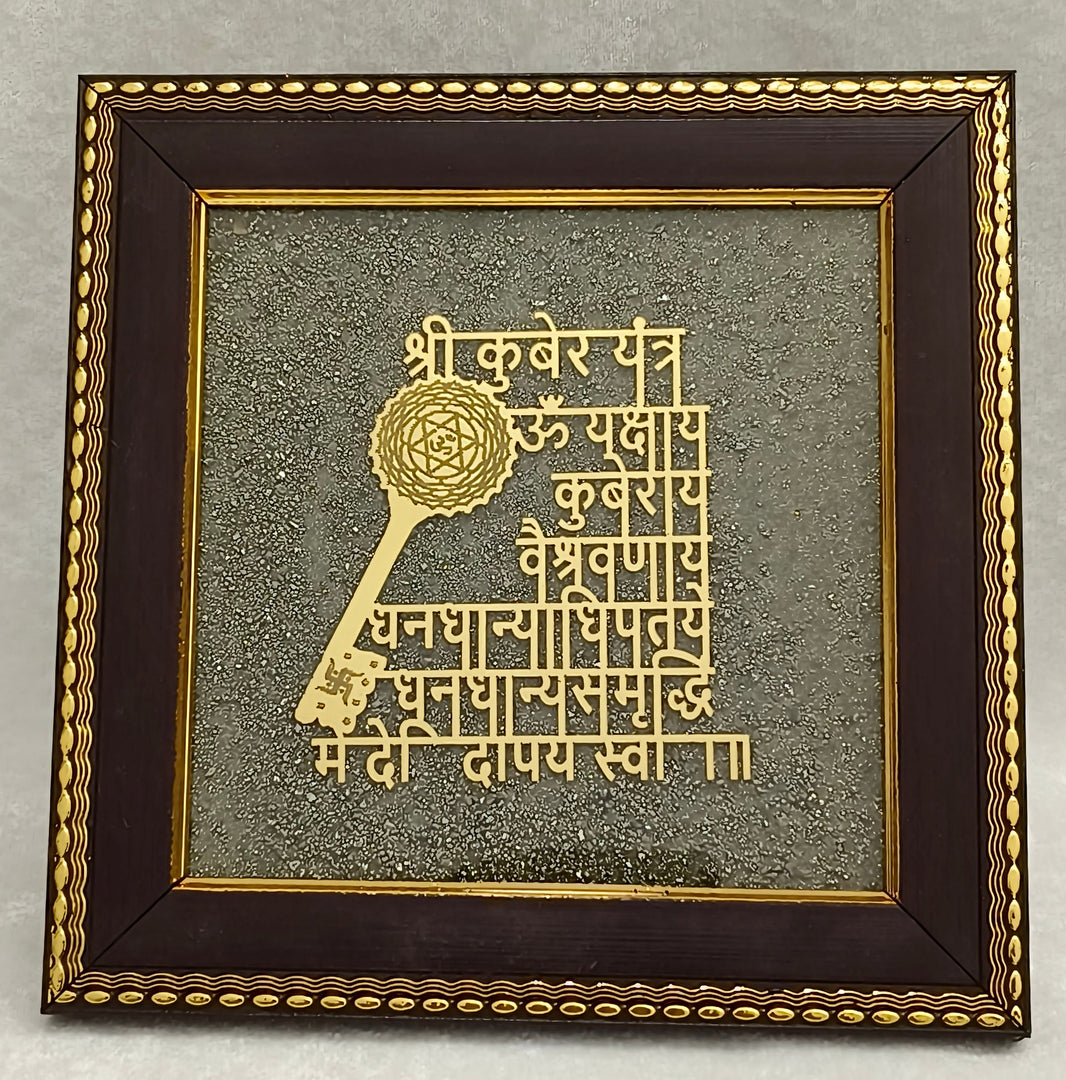 श्री कुबेर यंत्र
ऊँ यक्षाय
कुबेराय
वैश्रवणाय
धनधान्याधिपतये
धनधान्यसमृद्धि
म देि दापय स्वा ा॥